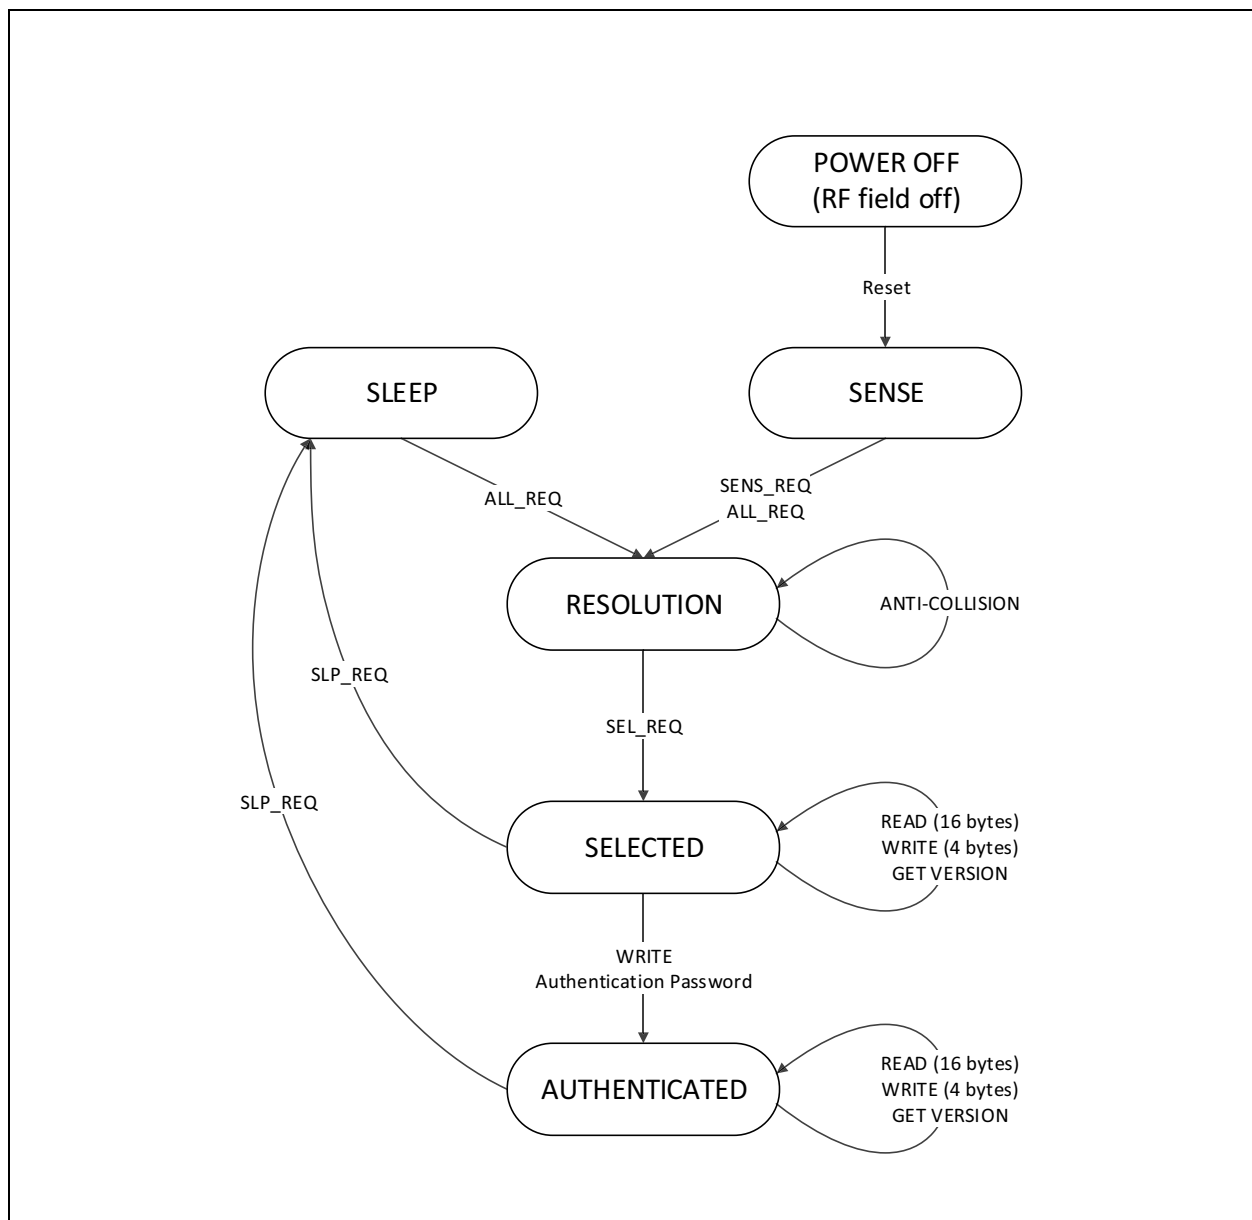 POWER OFF
(RF field off)
Reset
SLEEP
SENSE
ALL_REQ
SENS_REQ
ALL_REQ
RESOLUTION
ANTI-COLLISION
SLP_REQ
SEL_REQ
SLP_REQ
SELECTED
READ (16 bytes)
WRITE (4 bytes)
GET VERSION
WRITE
Authentication Password
AUTHENTICATED
READ (16 bytes)
WRITE (4 bytes)
GET VERSION